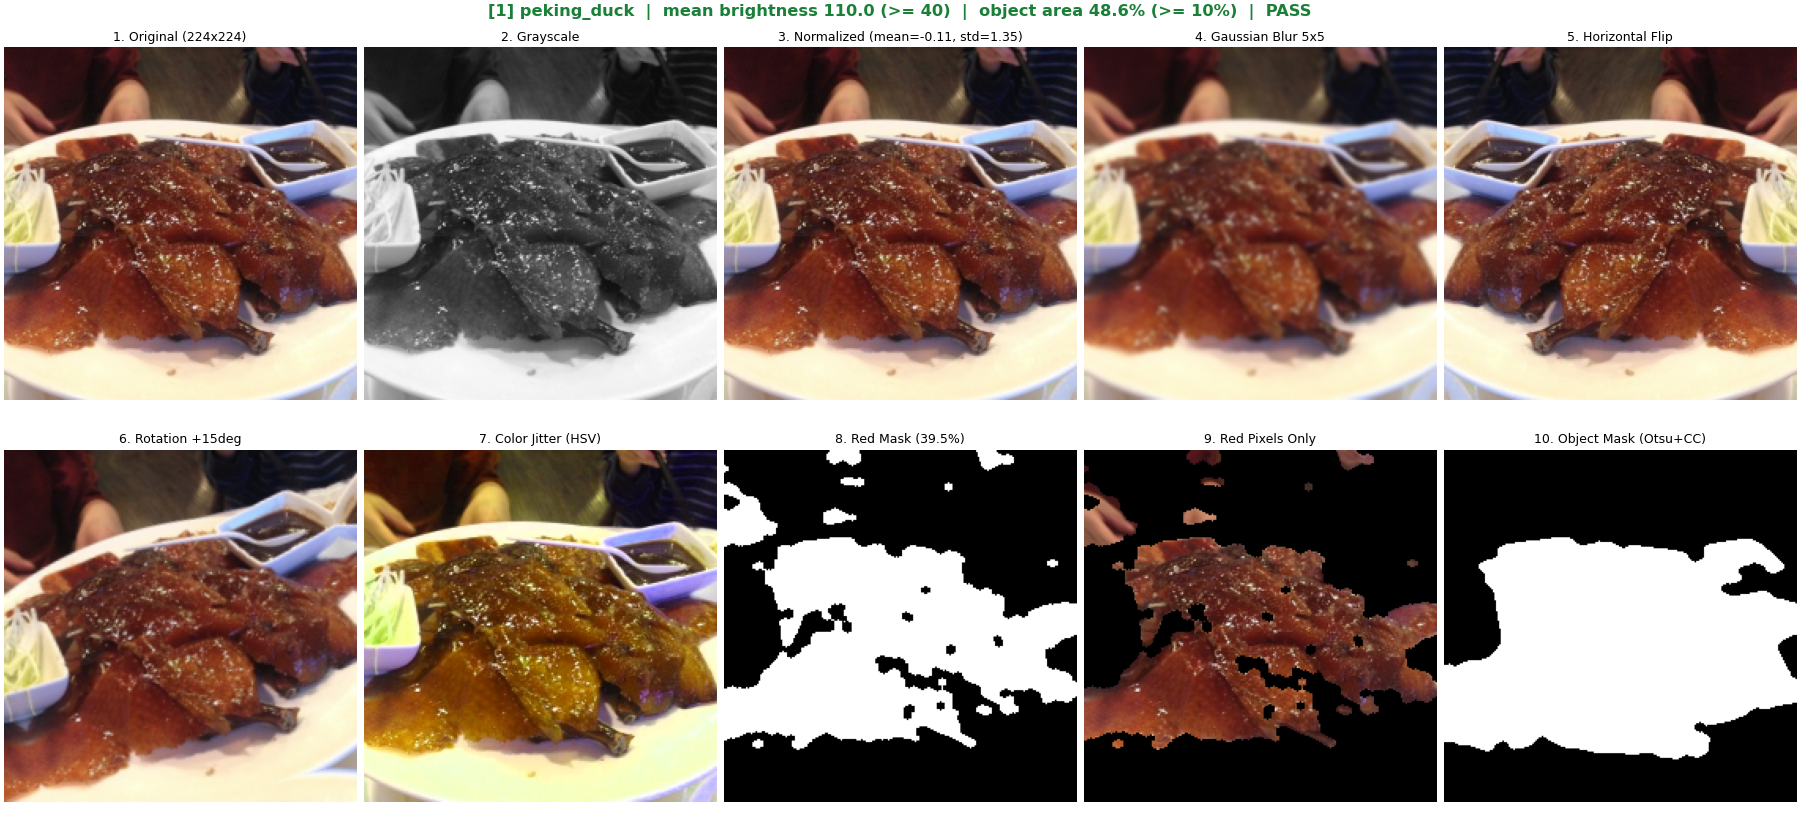 [1] peking_duck | mean brightness 110.0 (>= 40) | object area 48.6% (>= 10%) | PASS
1. Original (224x224)
2. Grayscale
3. Normalized (mean=-0.11, std=1.35)
4. Gaussian Blur 5x5
5. Horizontal Flip
6. Rotation +15deg
7. Color Jitter (HSV)
8. Red Mask (39.5%)
9. Red Pixels Only
10. Object Mask (Otsu+CC)